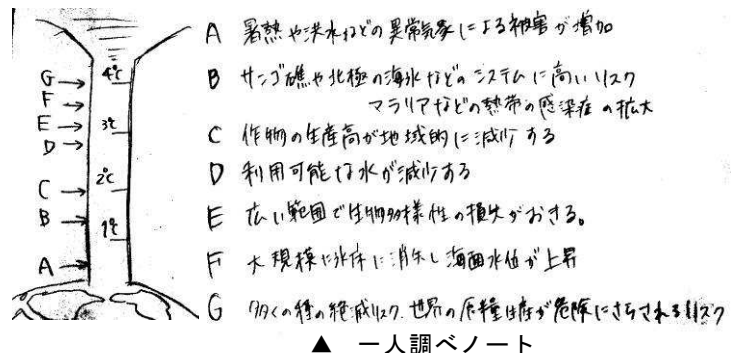 A 暑熱や洪水などの異常気象による被害が増加
G→ 4℃
B サンゴ礁や北極の海氷などのシステムに高いリスク
F→
マラリアなどの熱帯の感染症の拡大
E→ 3℃
C 作物の生産高が地域的に減少する
D→
D 利用可能な水が減少する
C→ 2℃
E 広い範囲で生物多様性の損失がおきる。
B→
1℃
F 大規模に氷床に消失し海面水位が上昇
A→
G 多くの種の絶滅リスク.世界の食糧生産が危険にさらされるリスク
▲ 一人調べノート